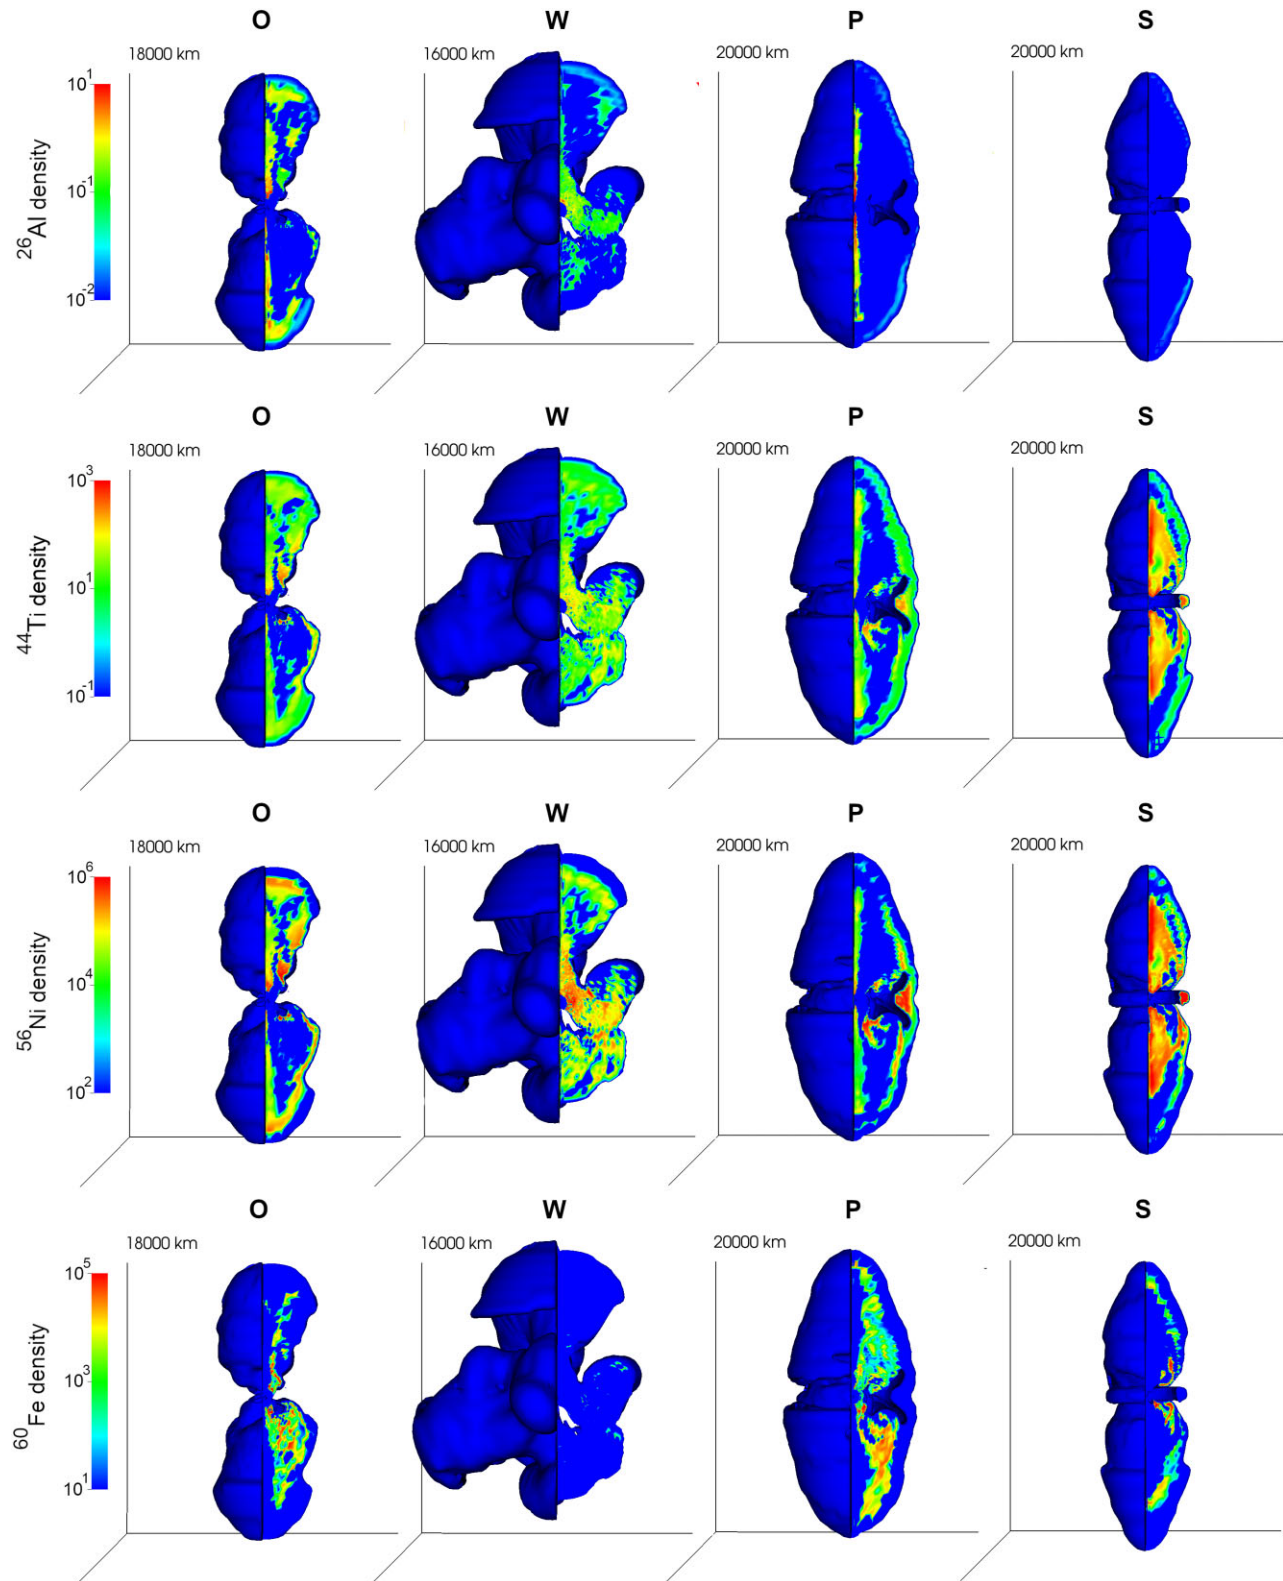 O W P S
18000 km 16000 km 20000 km 20000 km
10^1
10^1
10^-2
^26Al density
O W P S
18000 km 16000 km 20000 km 20000 km
10^3
10^1
10^-1
^44Ti density
O W P S
18000 km 16000 km 20000 km 20000 km
10^6
10^4
10^2
^56Ni density
O W P S
18000 km 16000 km 20000 km 20000 km
10^5
10^3
10^1
^60Fe density